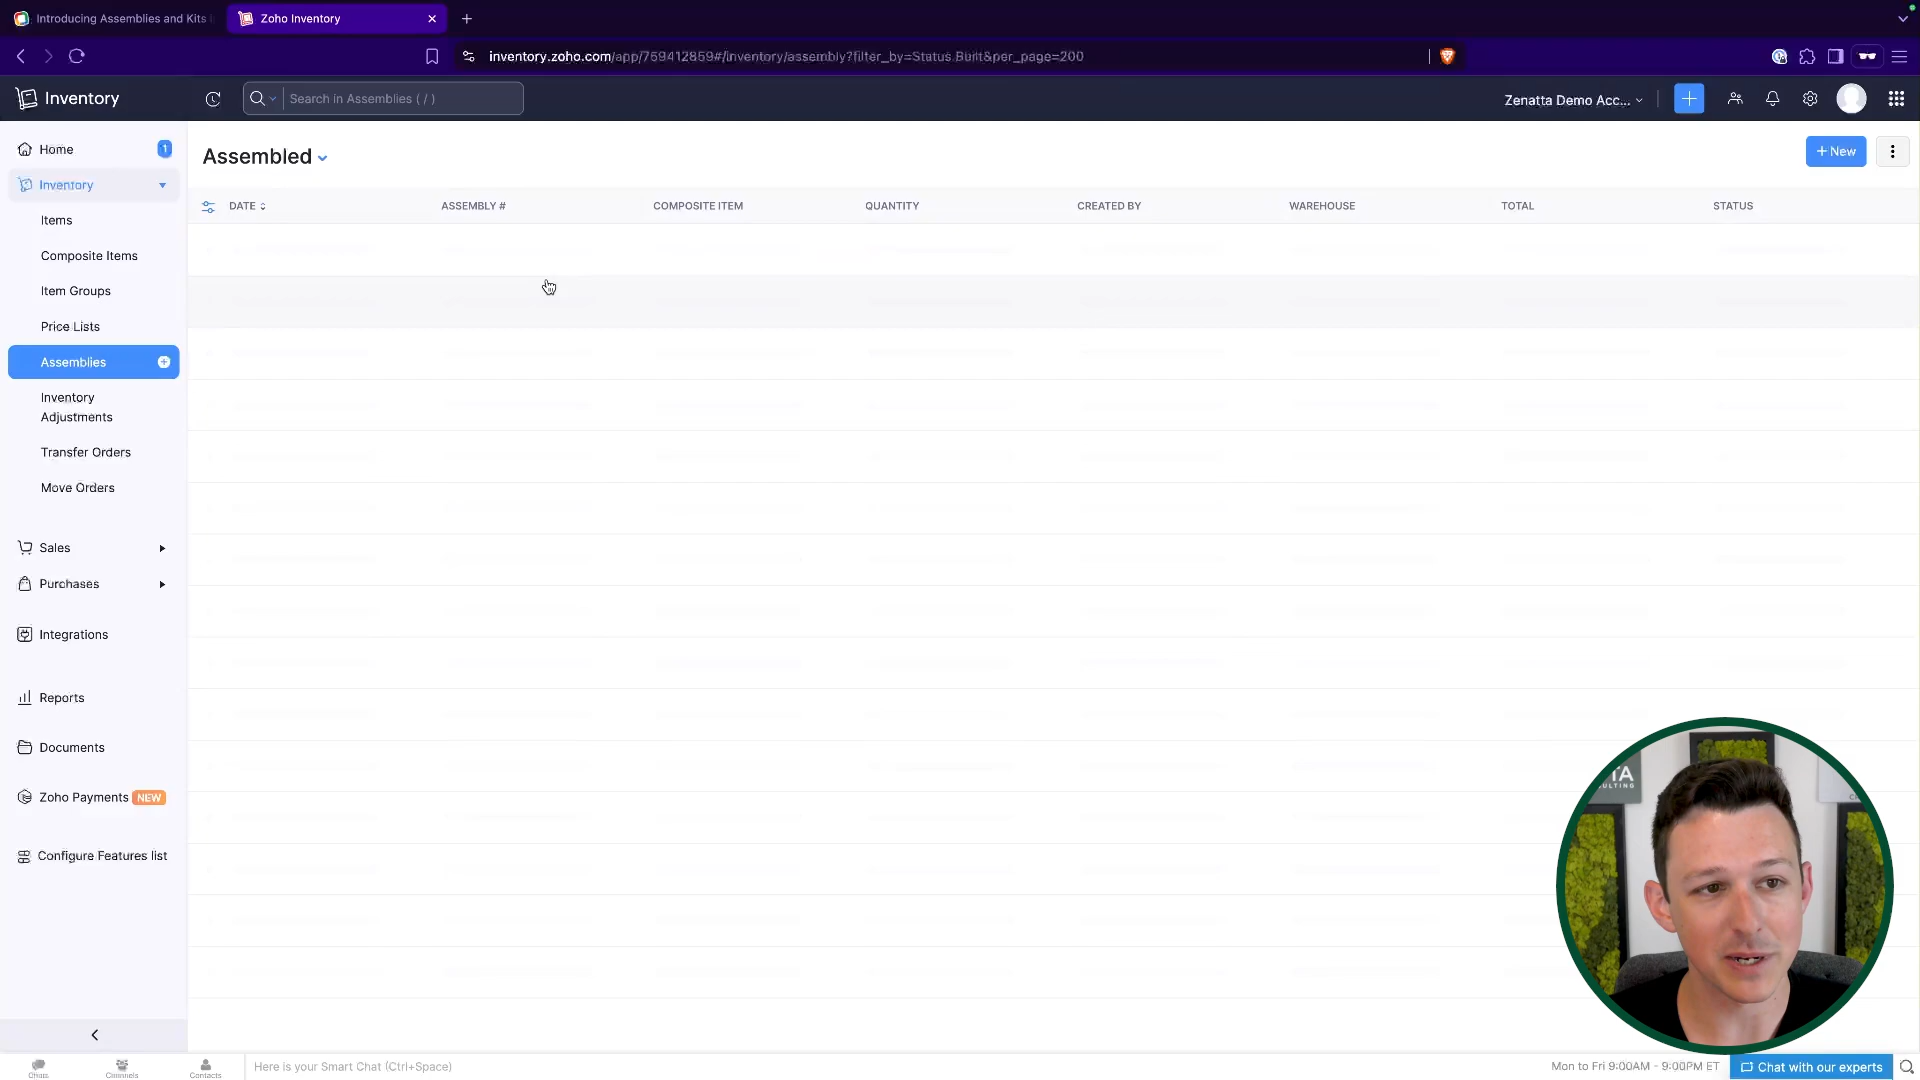 Introducing Assemblies and Kits i
Zoho Inventory
inventory.zoho.com/app/759412859#/inventory/assembly?filter_by=Status.Built&per_page=200
Inventory
Search in Assemblies ( / )
Zenatta Demo Acc...
Home
1
Inventory
Items
Composite Items
Item Groups
Price Lists
Assemblies
Inventory
Adjustments
Transfer Orders
Move Orders
Sales
Purchases
Integrations
Reports
Documents
Zoho Payments NEW
Configure Features list
Assembled
+ New
DATE
ASSEMBLY #
COMPOSITE ITEM
QUANTITY
CREATED BY
WAREHOUSE
TOTAL
STATUS
TA
ULTING
Chats
Channels
Contacts
Here is your Smart Chat (Ctrl+Space)
Mon to Fri 9:00AM - 9:00PM ET
Chat with our experts